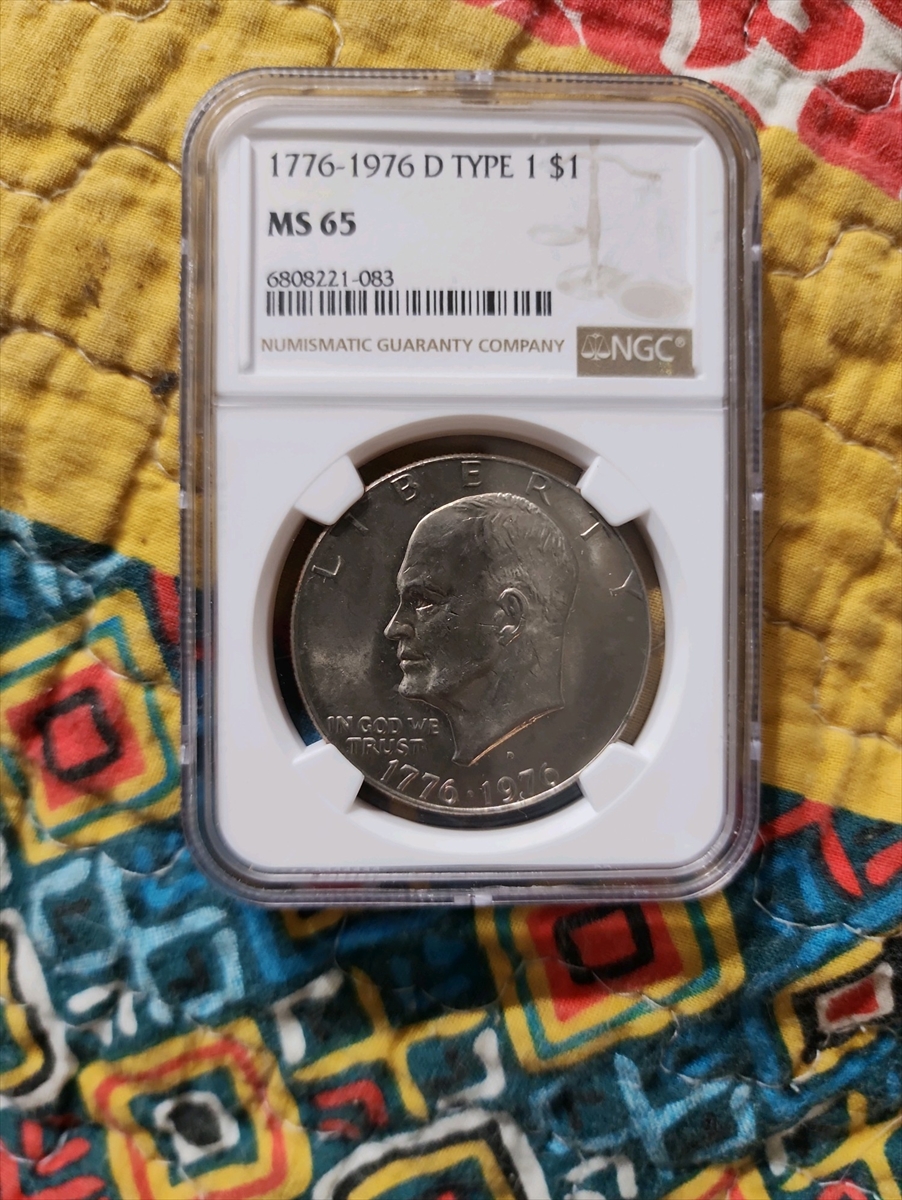 1776-1976 D TYPE 1 $1
MS 65
6808221-083
NUMISMATIC GUARANTY COMPANY
NGC®
LIBERTY
IN GOD WE
TRUST
D
1776·1976